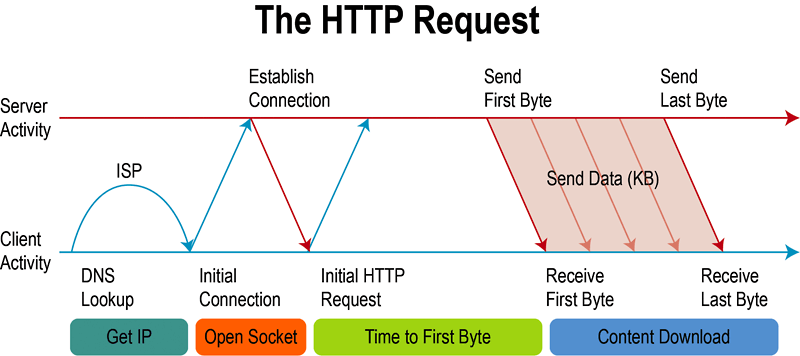 The HTTP Request
Establish
Connection
Send
First Byte
Send
Last Byte
Server
Activity
ISP
Send Data (KB)
Client
Activity
DNS
Lookup
Initial
Connection
Initial HTTP
Request
Receive
First Byte
Receive
Last Byte
Get IP
Open Socket
Time to First Byte
Content Download